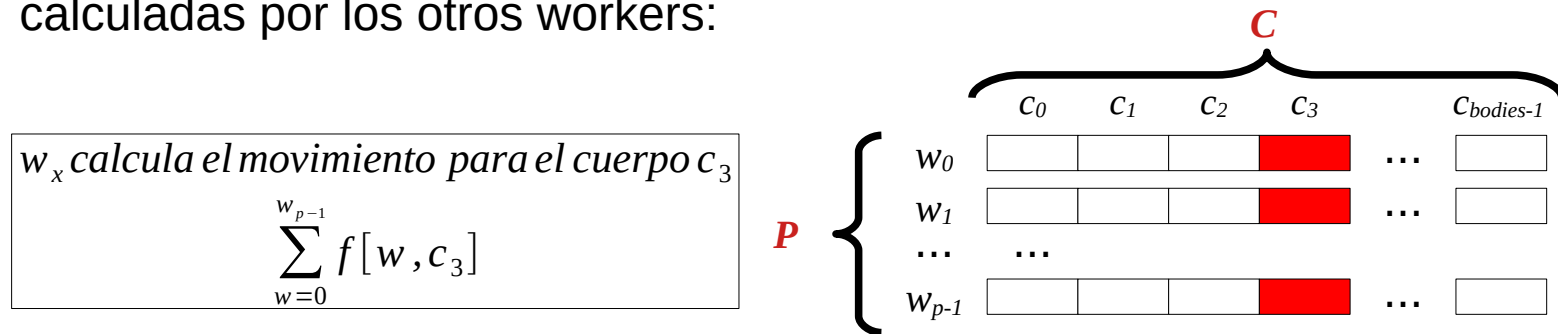 calculadas por los otros workers:
C
c0 c1 c2 c3 cbodies-1
wx calcula el movimiento para el cuerpo c3
wp−1
∑ f[w,c3]
w=0
P
w0 ...
w1 ...
... ...
wp-1 ...